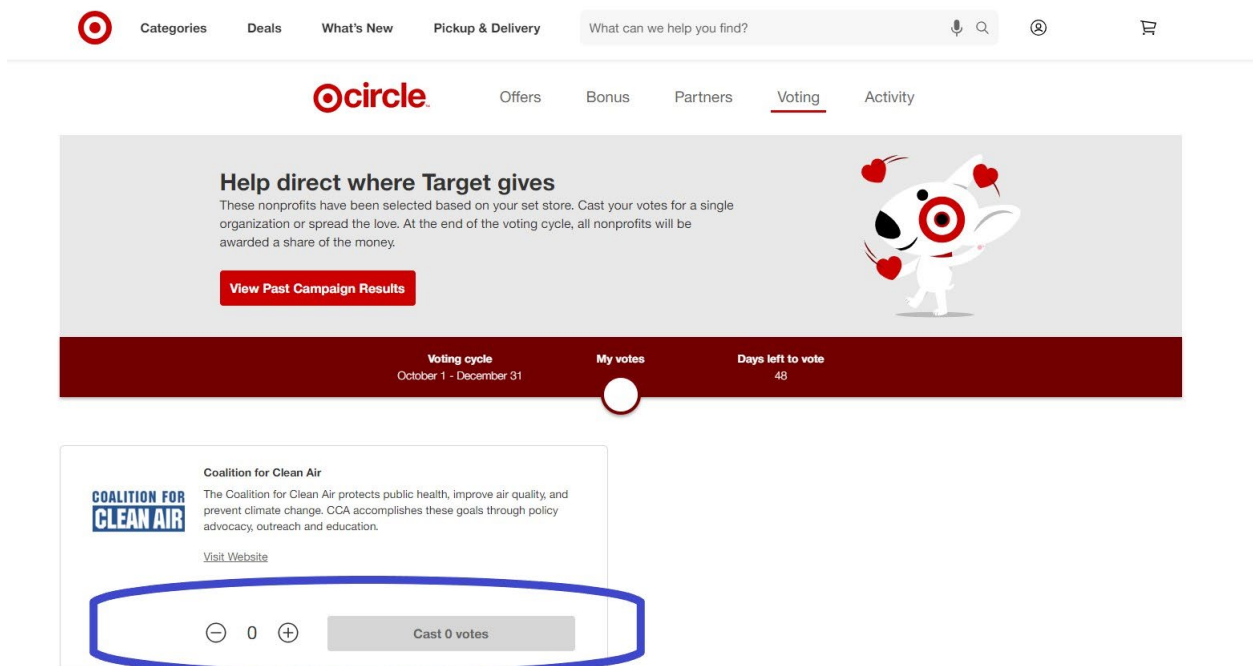 Categories
Deals
What's New
Pickup & Delivery
What can we help you find?
circle
Offers
Bonus
Partners
Voting
Activity
Help direct where Target gives
These nonprofits have been selected based on your set store. Cast your votes for a single
organization or spread the love. At the end of the voting cycle, all nonprofits will be
awarded a share of the money.
View Past Campaign Results
Voting cycle
October 1 - December 31
My votes
Days left to vote
48
COALITION FOR
CLEAN AIR
Coalition for Clean Air
The Coalition for Clean Air protects public health, improve air quality, and
prevent climate change. CCA accomplishes these goals through policy
advocacy, outreach and education.
Visit Website
0
Cast 0 votes